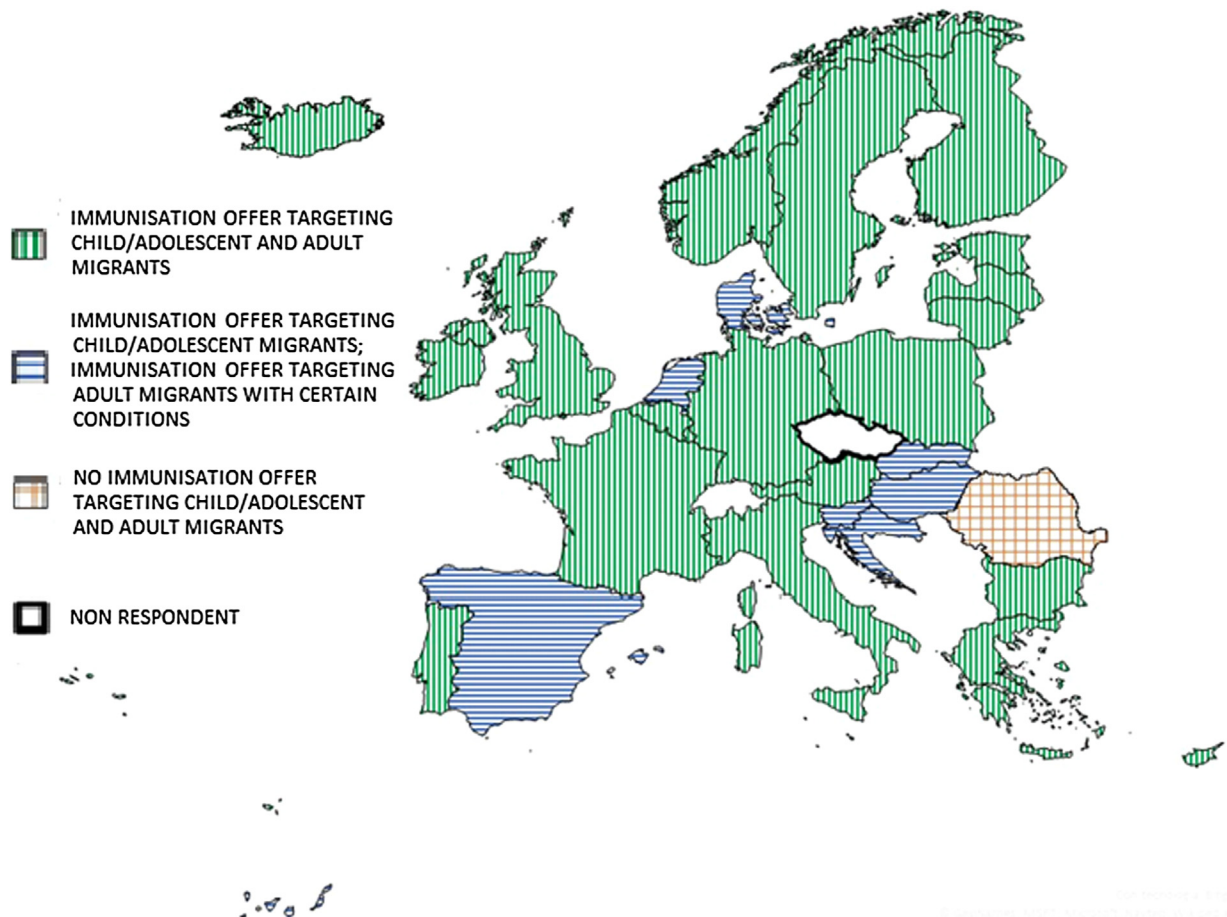 IMMUNISATION OFFER TARGETING
CHILD/ADOLESCENT AND ADULT
MIGRANTS
IMMUNISATION OFFER TARGETING
CHILD/ADOLESCENT MIGRANTS;
IMMUNISATION OFFER TARGETING
ADULT MIGRANTS WITH CERTAIN
CONDITIONS
NO IMMUNISATION OFFER
TARGETING CHILD/ADOLESCENT
AND ADULT MIGRANTS
NON RESPONDENT